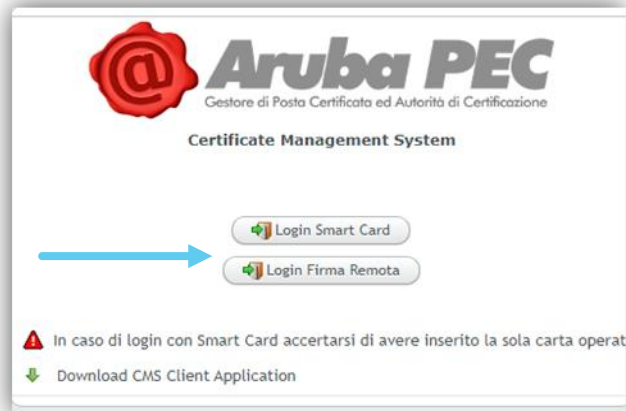 @
Aruba PEC
Gestore di Posta Certificata ed Autorità di Certificazione
Certificate Management System
Login Smart Card
Login Firma Remota
In caso di login con Smart Card accertarsi di avere inserito la sola carta operat
Download CMS Client Application